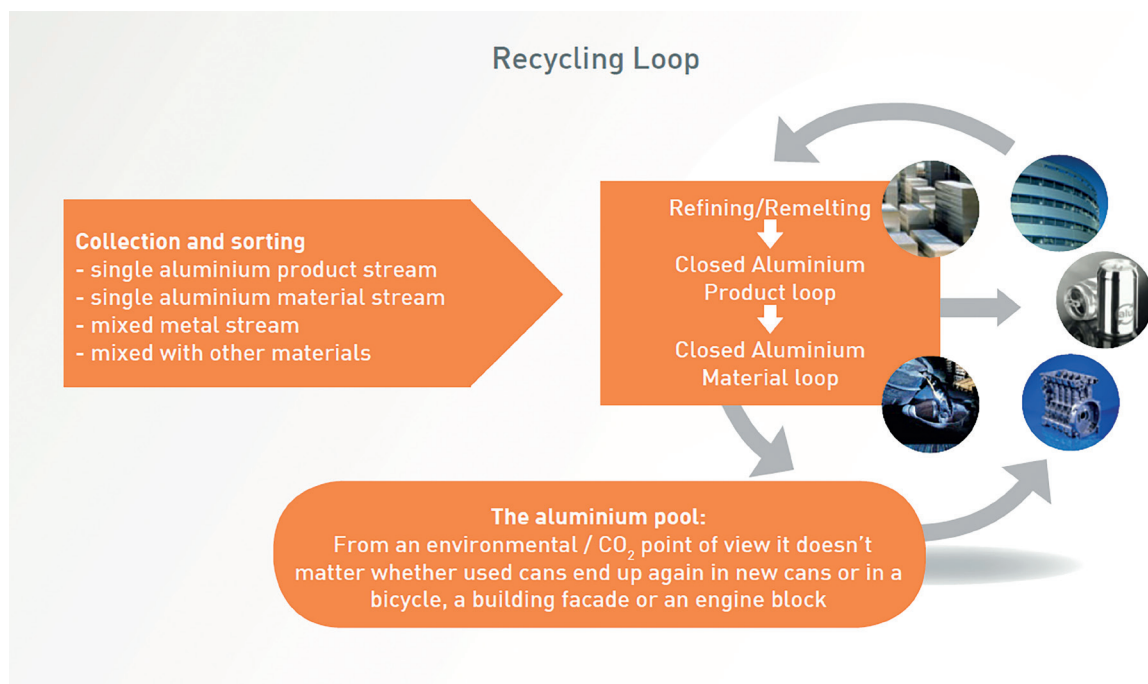 Recycling Loop
Collection and sorting
- single aluminium product stream
- single aluminium material stream
- mixed metal stream
- mixed with other materials
Refining/Remelting
Closed Aluminium
Product loop
Closed Aluminium
Material loop
alu
The aluminium pool:
From an environmental / CO₂ point of view it doesn't
matter whether used cans end up again in new cans or in a
bicycle, a building facade or an engine block